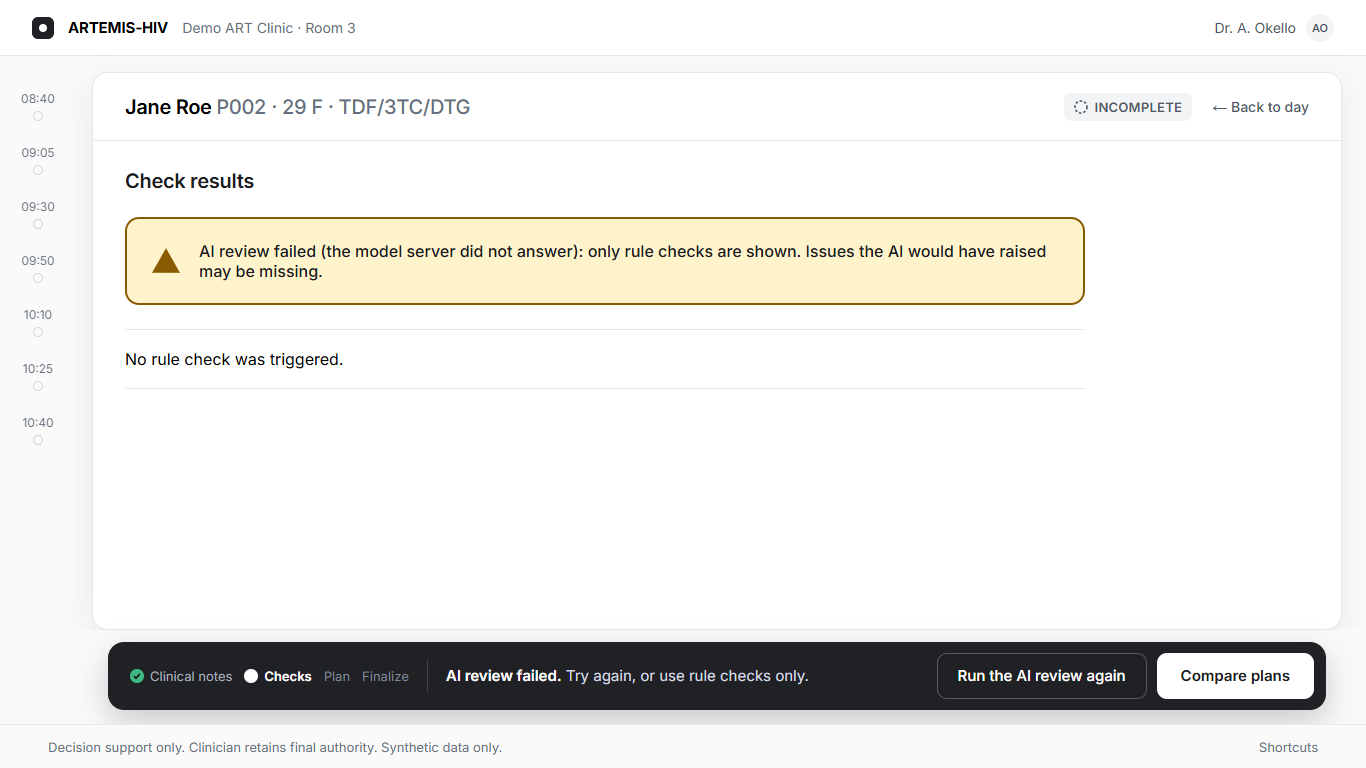 ARTEMIS-HIV Demo ART Clinic · Room 3
Dr. A. Okello AO
08:40
09:05
09:30
09:50
10:10
10:25
10:40
Jane Roe P002 · 29 F · TDF/3TC/DTG
INCOMPLETE
← Back to day
Check results
AI review failed (the model server did not answer): only rule checks are shown. Issues the AI would have raised
may be missing.
No rule check was triggered.
Clinical notes Checks Plan Finalize
AI review failed. Try again, or use rule checks only.
Run the AI review again
Compare plans
Decision support only. Clinician retains final authority. Synthetic data only.
Shortcuts